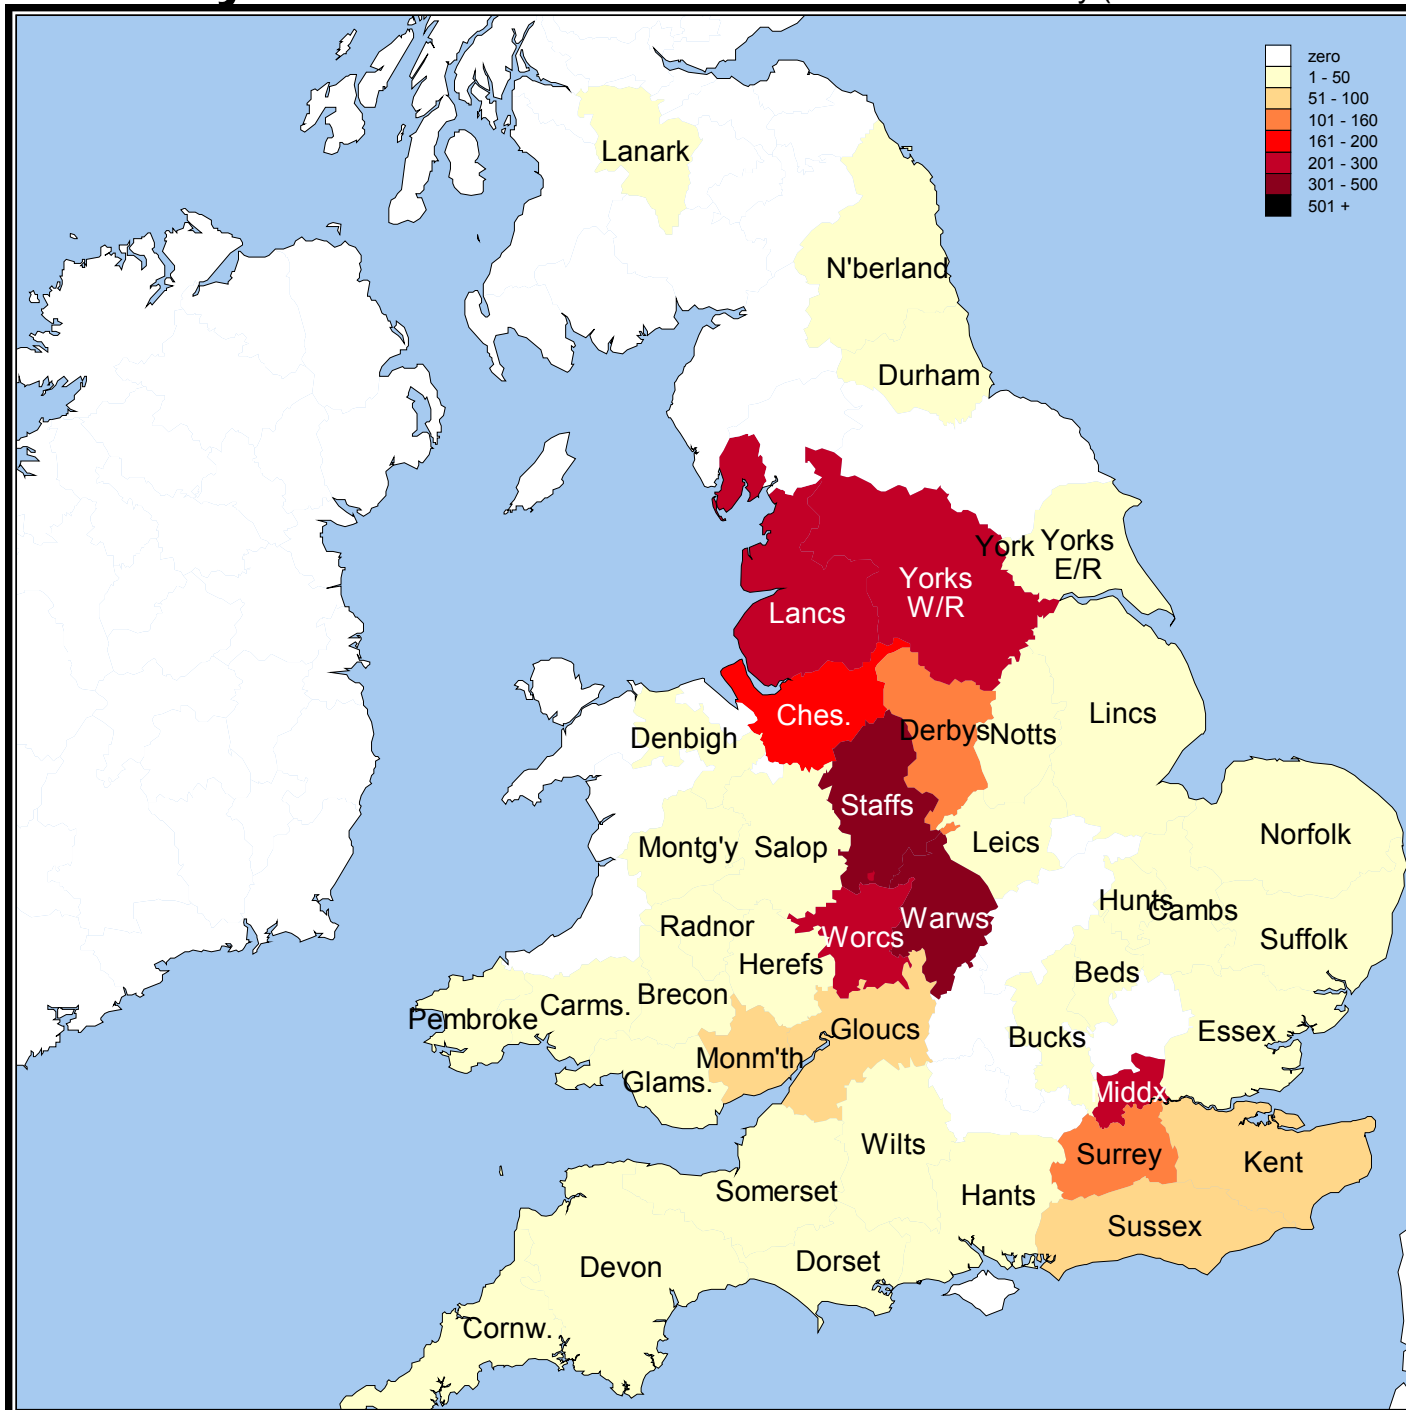 zero
1 - 50
51 - 100
101 - 160
161 - 200
201 - 300
301 - 500
501 +
Lanark
N'berland
Durham
York
Yorks
E/R
Yorks
W/R
Lancs
Ches.
Derbys
Notts
Lincs
Denbigh
Staffs
Montg'y
Salop
Leics
Norfolk
Hunts
Cambs
Radnor
Worcs
Warws
Suffolk
Herefs
Beds
Brecon
Carms.
Pembroke
Gloucs
Bucks
Essex
Monm'th
Glams.
Middx
Wilts
Surrey
Kent
Somerset
Hants
Sussex
Devon
Dorset
Cornw.